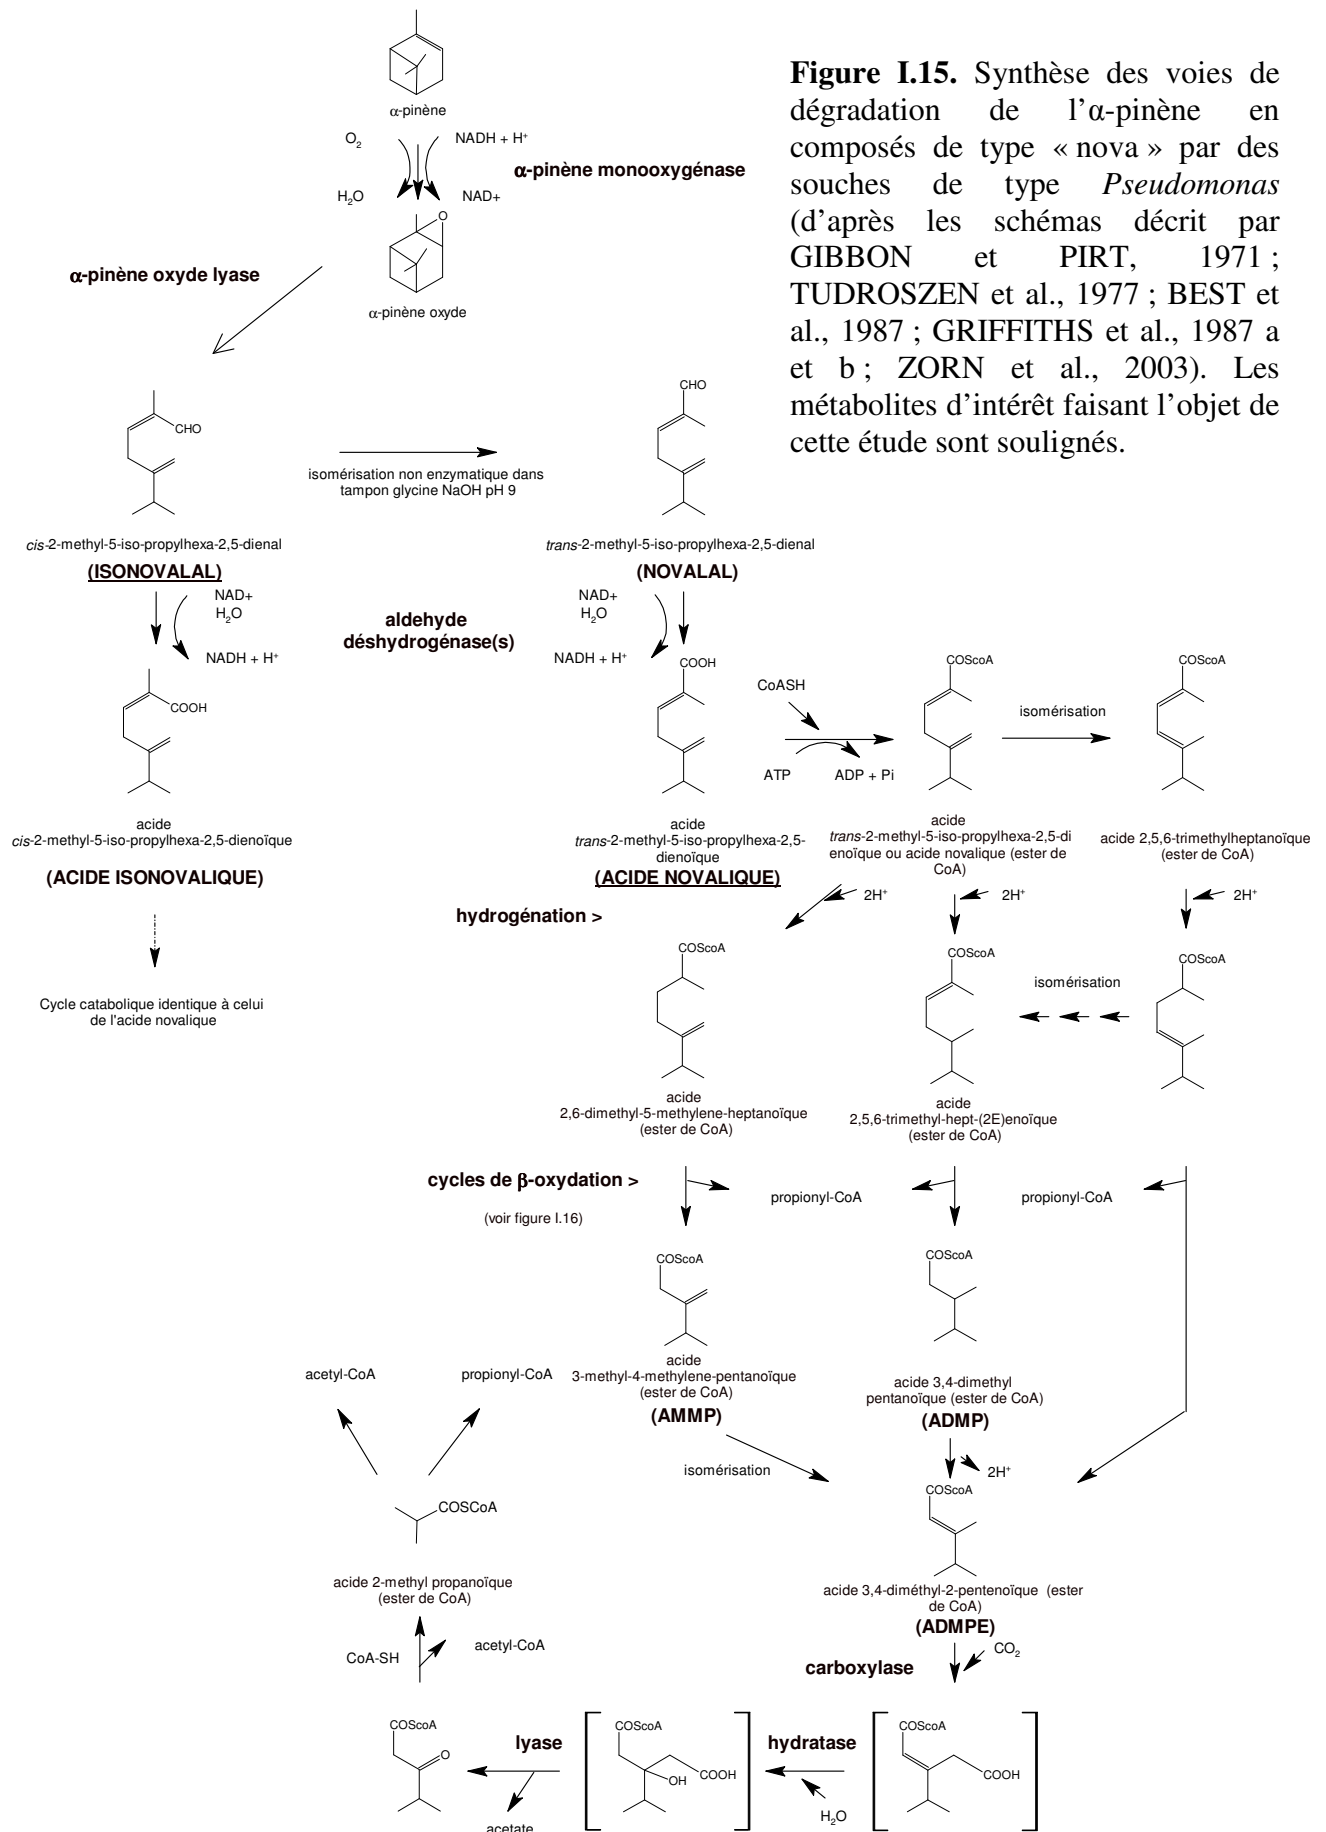 α-pinène
O2
NADH + H+
α-pinène monooxygénase
H2O
NAD+
O
α-pinène oxyde lyase
α-pinène oxyde
Figure I.15. Synthèse des voies de
dégradation de l'α-pinène en
composés de type « nova » par des
souches de type Pseudomonas
(d'après les schémas décrit par
GIBBON et PIRT, 1971 ;
TUDROSZEN et al., 1977 ; BEST et
al., 1987 ; GRIFFITHS et al., 1987 a
et b ; ZORN et al., 2003). Les
métabolites d'intérêt faisant l'objet de
cette étude sont soulignés.
CHO
CHO
isomérisation non enzymatique dans
tampon glycine NaOH pH 9
cis-2-methyl-5-iso-propylhexa-2,5-dienal
(ISONOVALAL)
trans-2-methyl-5-iso-propylhexa-2,5-dienal
(NOVALAL)
NAD+
H2O
NADH + H+
aldehyde
déshydrogénase(s)
NAD+
H2O
NADH + H+
COOH
COOH
CoASH
ATP
ADP + Pi
COScoA
isomérisation
COScoA
acide
cis-2-methyl-5-iso-propylhexa-2,5-dienoïque
(ACIDE ISONOVALIQUE)
acide
trans-2-methyl-5-iso-propylhexa-2,5-
dienoïque
(ACIDE NOVALIQUE)
acide
trans-2-methyl-5-iso-propylhexa-2,5-di
enoïque ou acide novalique (ester de
CoA)
acide 2,5,6-trimethylheptanoïque
(ester de CoA)
hydrogénation >
2H+
2H+
2H+
Cycle catabolique identique à celui
de l'acide novalique
COScoA
COScoA
isomérisation
COScoA
acide
2,6-dimethyl-5-methylene-heptanoïque
(ester de CoA)
acide
2,5,6-trimethyl-hept-(2E)enoïque
(ester de CoA)
cycles de β-oxydation >
(voir figure I.16)
propionyl-CoA
propionyl-CoA
COScoA
COScoA
acide
3-methyl-4-methylene-pentanoïque
(ester de CoA)
(AMMP)
acide 3,4-dimethyl
pentanoïque (ester de CoA)
(ADMP)
acetyl-CoA
propionyl-CoA
isomérisation
2H+
COScoA
COSCoA
acide 2-methyl propanoïque
(ester de CoA)
acide 3,4-diméthyl-2-pentenoïque (ester
de CoA)
(ADMPE)
CoA-SH
acetyl-CoA
CO2
carboxylase
COScoA
O
lyase
acetate
COScoA
OH
COOH
hydratase
H2O
COScoA
COOH